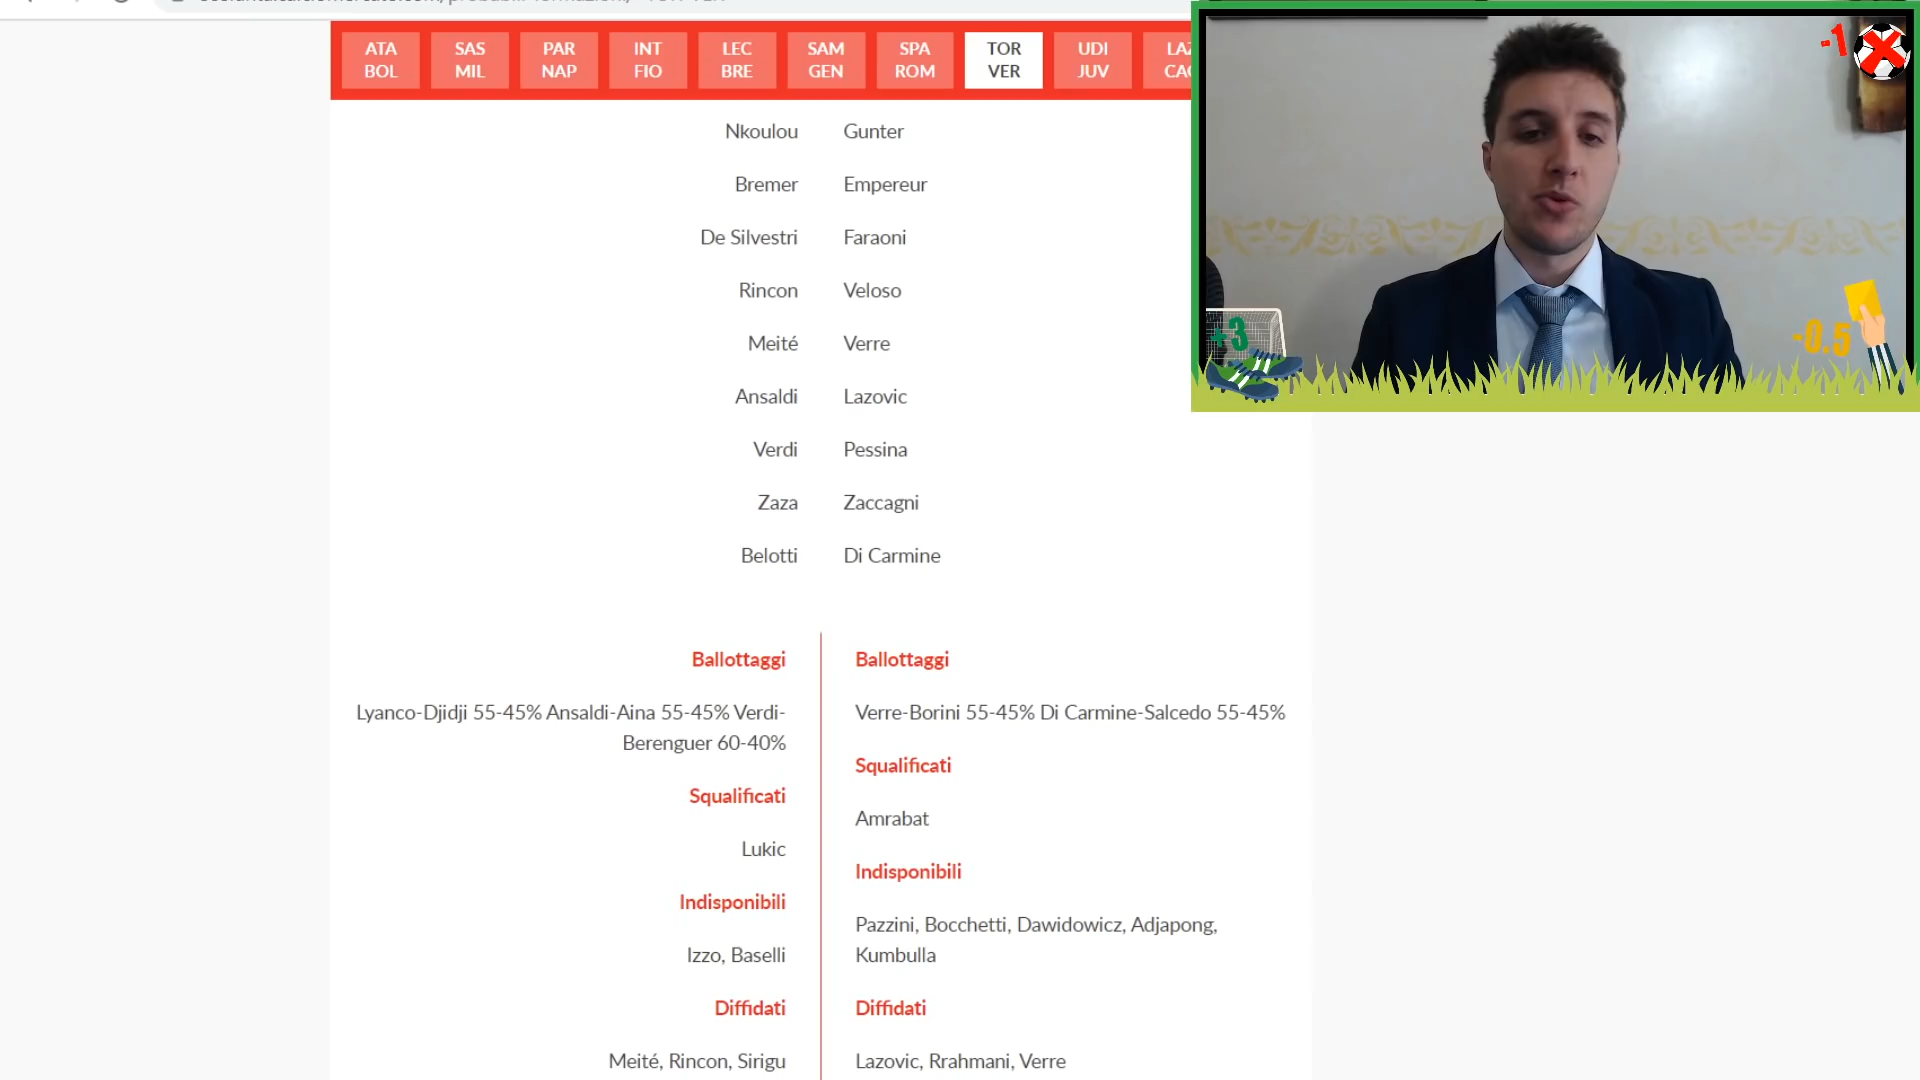 ATA SAS PAR INT LEC SAM SPA TOR UDI
BOL MIL NAP FIO BRE GEN ROM VER JUV
-1
Nkoulou Gunter
Bremer Empereur
De Silvestri Faraoni
Rincon Veloso
Meité Verre
+3
-0.5
Ansaldi Lazovic
Verdi Pessina
Zaza Zaccagni
Belotti Di Carmine
Ballottaggi
Lyanco-Djidji 55-45% Ansaldi-Aina 55-45% Verdi-
Berenguer 60-40%
Squalificati
Lukic
Indisponibili
Izzo, Baselli
Diffidati
Meité, Rincon, Sirigu
Ballottaggi
Verre-Borini 55-45% Di Carmine-Salcedo 55-45%
Squalificati
Amrabat
Indisponibili
Pazzini, Bocchetti, Dawidowicz, Adjapong,
Kumbulla
Diffidati
Lazovic, Rrahmani, Verre